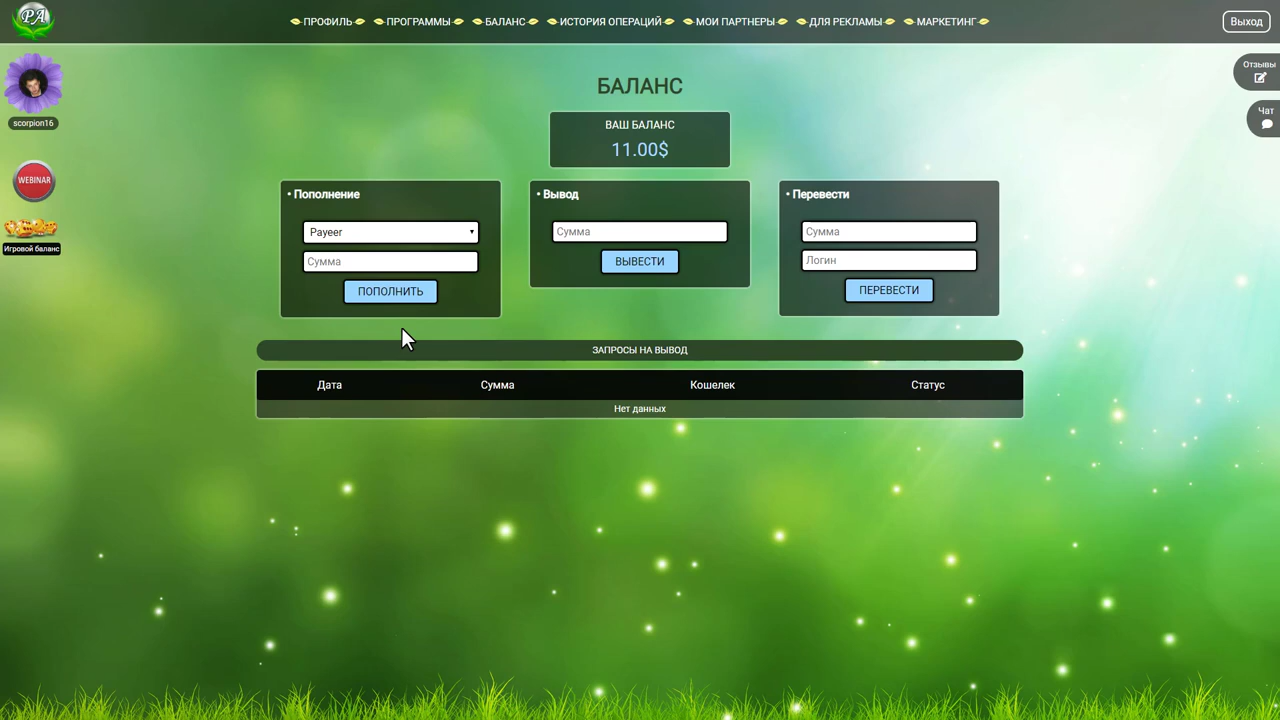 PA
ПРОФИЛЬ ПРОГРАММЫ БАЛАНС ИСТОРИЯ ОПЕРАЦИЙ МОИ ПАРТНЕРЫ ДЛЯ РЕКЛАМЫ МАРКЕТИНГ
Выход
scorpion16
WEBINAR
Игровой баланс
Отзывы
Чат
БАЛАНС
ВАШ БАЛАНС
11.00$
• Пополнение
Payeer
Сумма
ПОПОЛНИТЬ
• Вывод
Сумма
ВЫВЕСТИ
• Перевести
Сумма
Логин
ПЕРЕВЕСТИ
ЗАПРОСЫ НА ВЫВОД
Дата Сумма Кошелек Статус
Нет данных